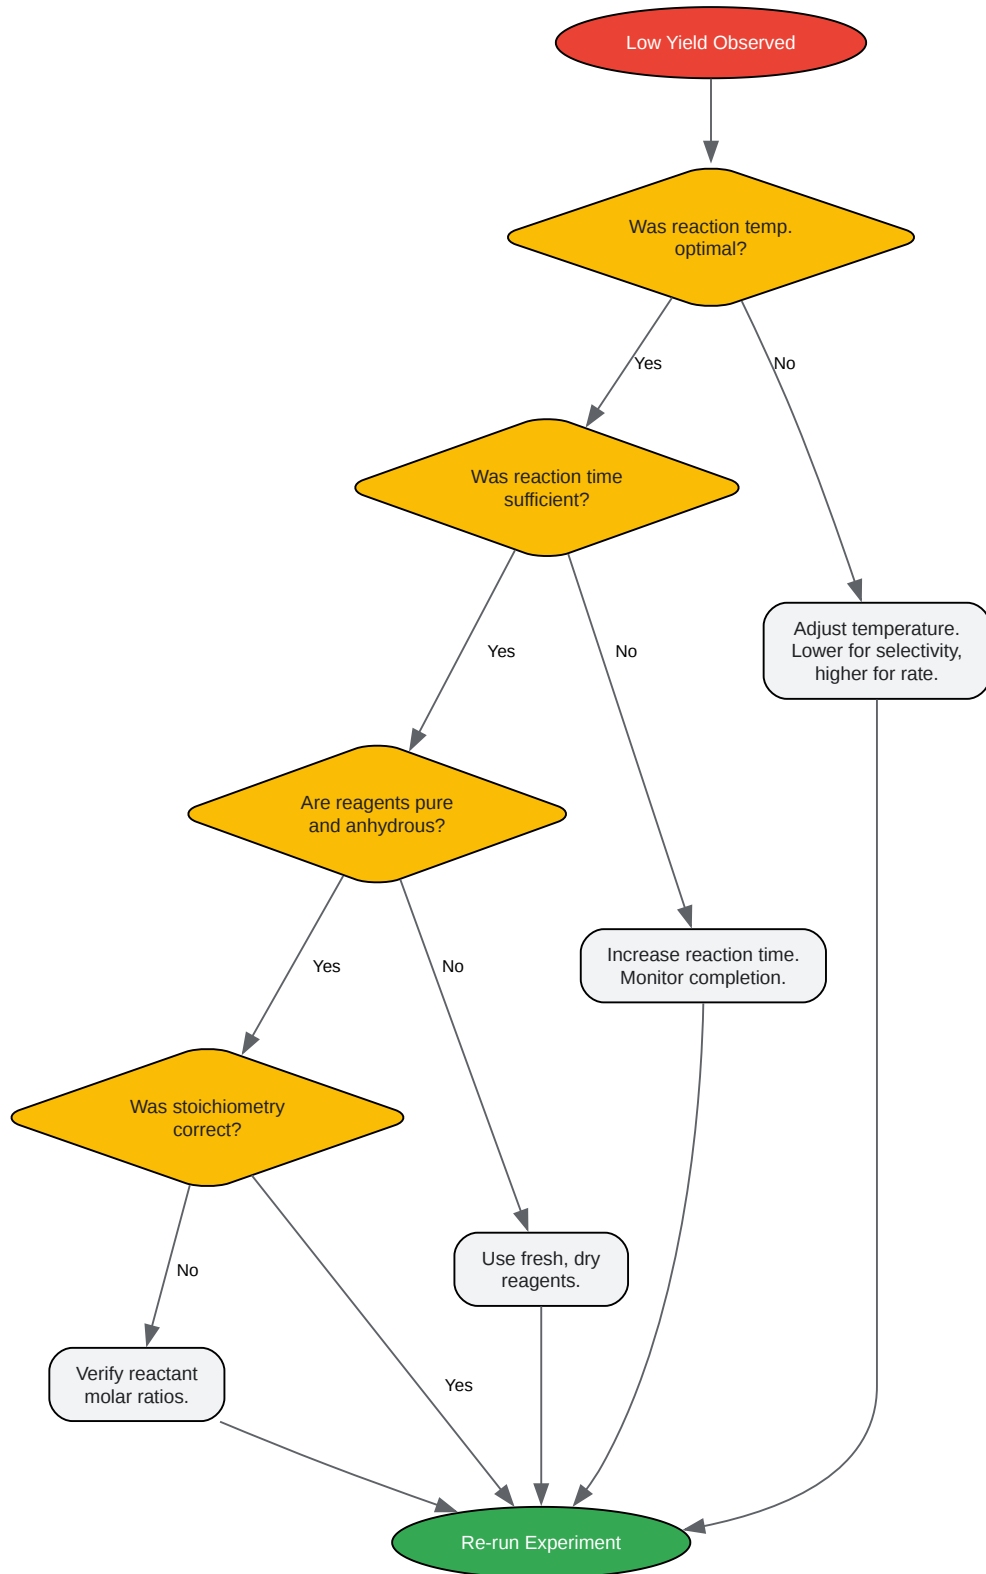 Low Yield Observed
Was reaction temp.
optimal?
Yes
No
Was reaction time
sufficient?
Yes
No
Adjust temperature.
Lower for selectivity,
higher for rate.
Are reagents pure
and anhydrous?
Yes
No
Increase reaction time.
Monitor completion.
Was stoichiometry
correct?
No
Yes
Use fresh, dry
reagents.
Verify reactant
molar ratios.
Re-run Experiment